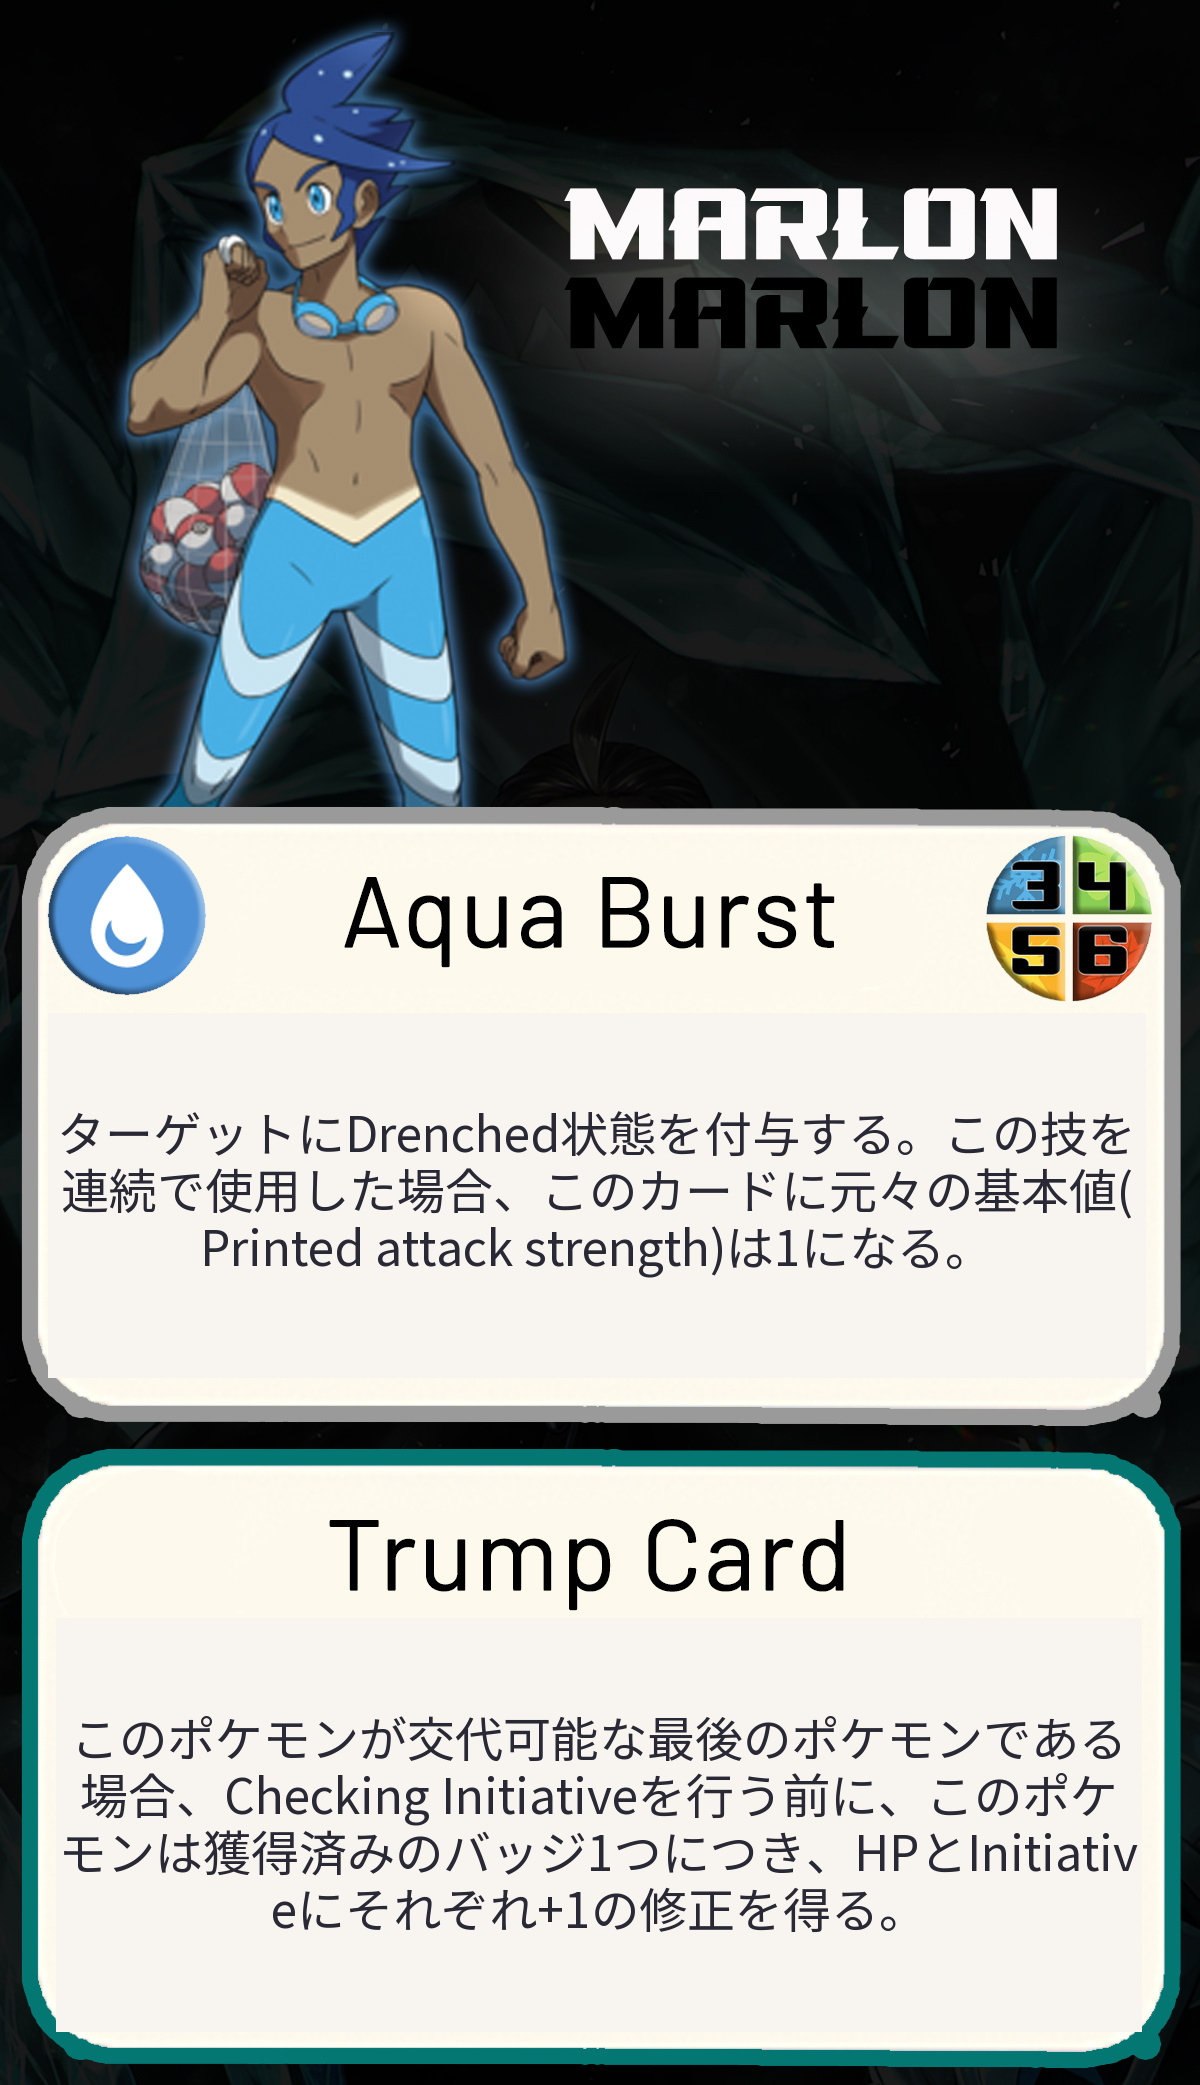 MARLON
MARLON
Aqua Burst
3 4
5 6
ターゲットにDrenched状態を付与する。この技を
連続で使用した場合、このカードに元々の基本値(
Printed attack strength)は1になる。
Trump Card
このポケモンが交代可能な最後のポケモンである
場合、Checking Initiativeを行う前に、このポケ
モンは獲得済みのバッジ1つにつき、HPとInitiativ
eにそれぞれ+1の修正を得る。